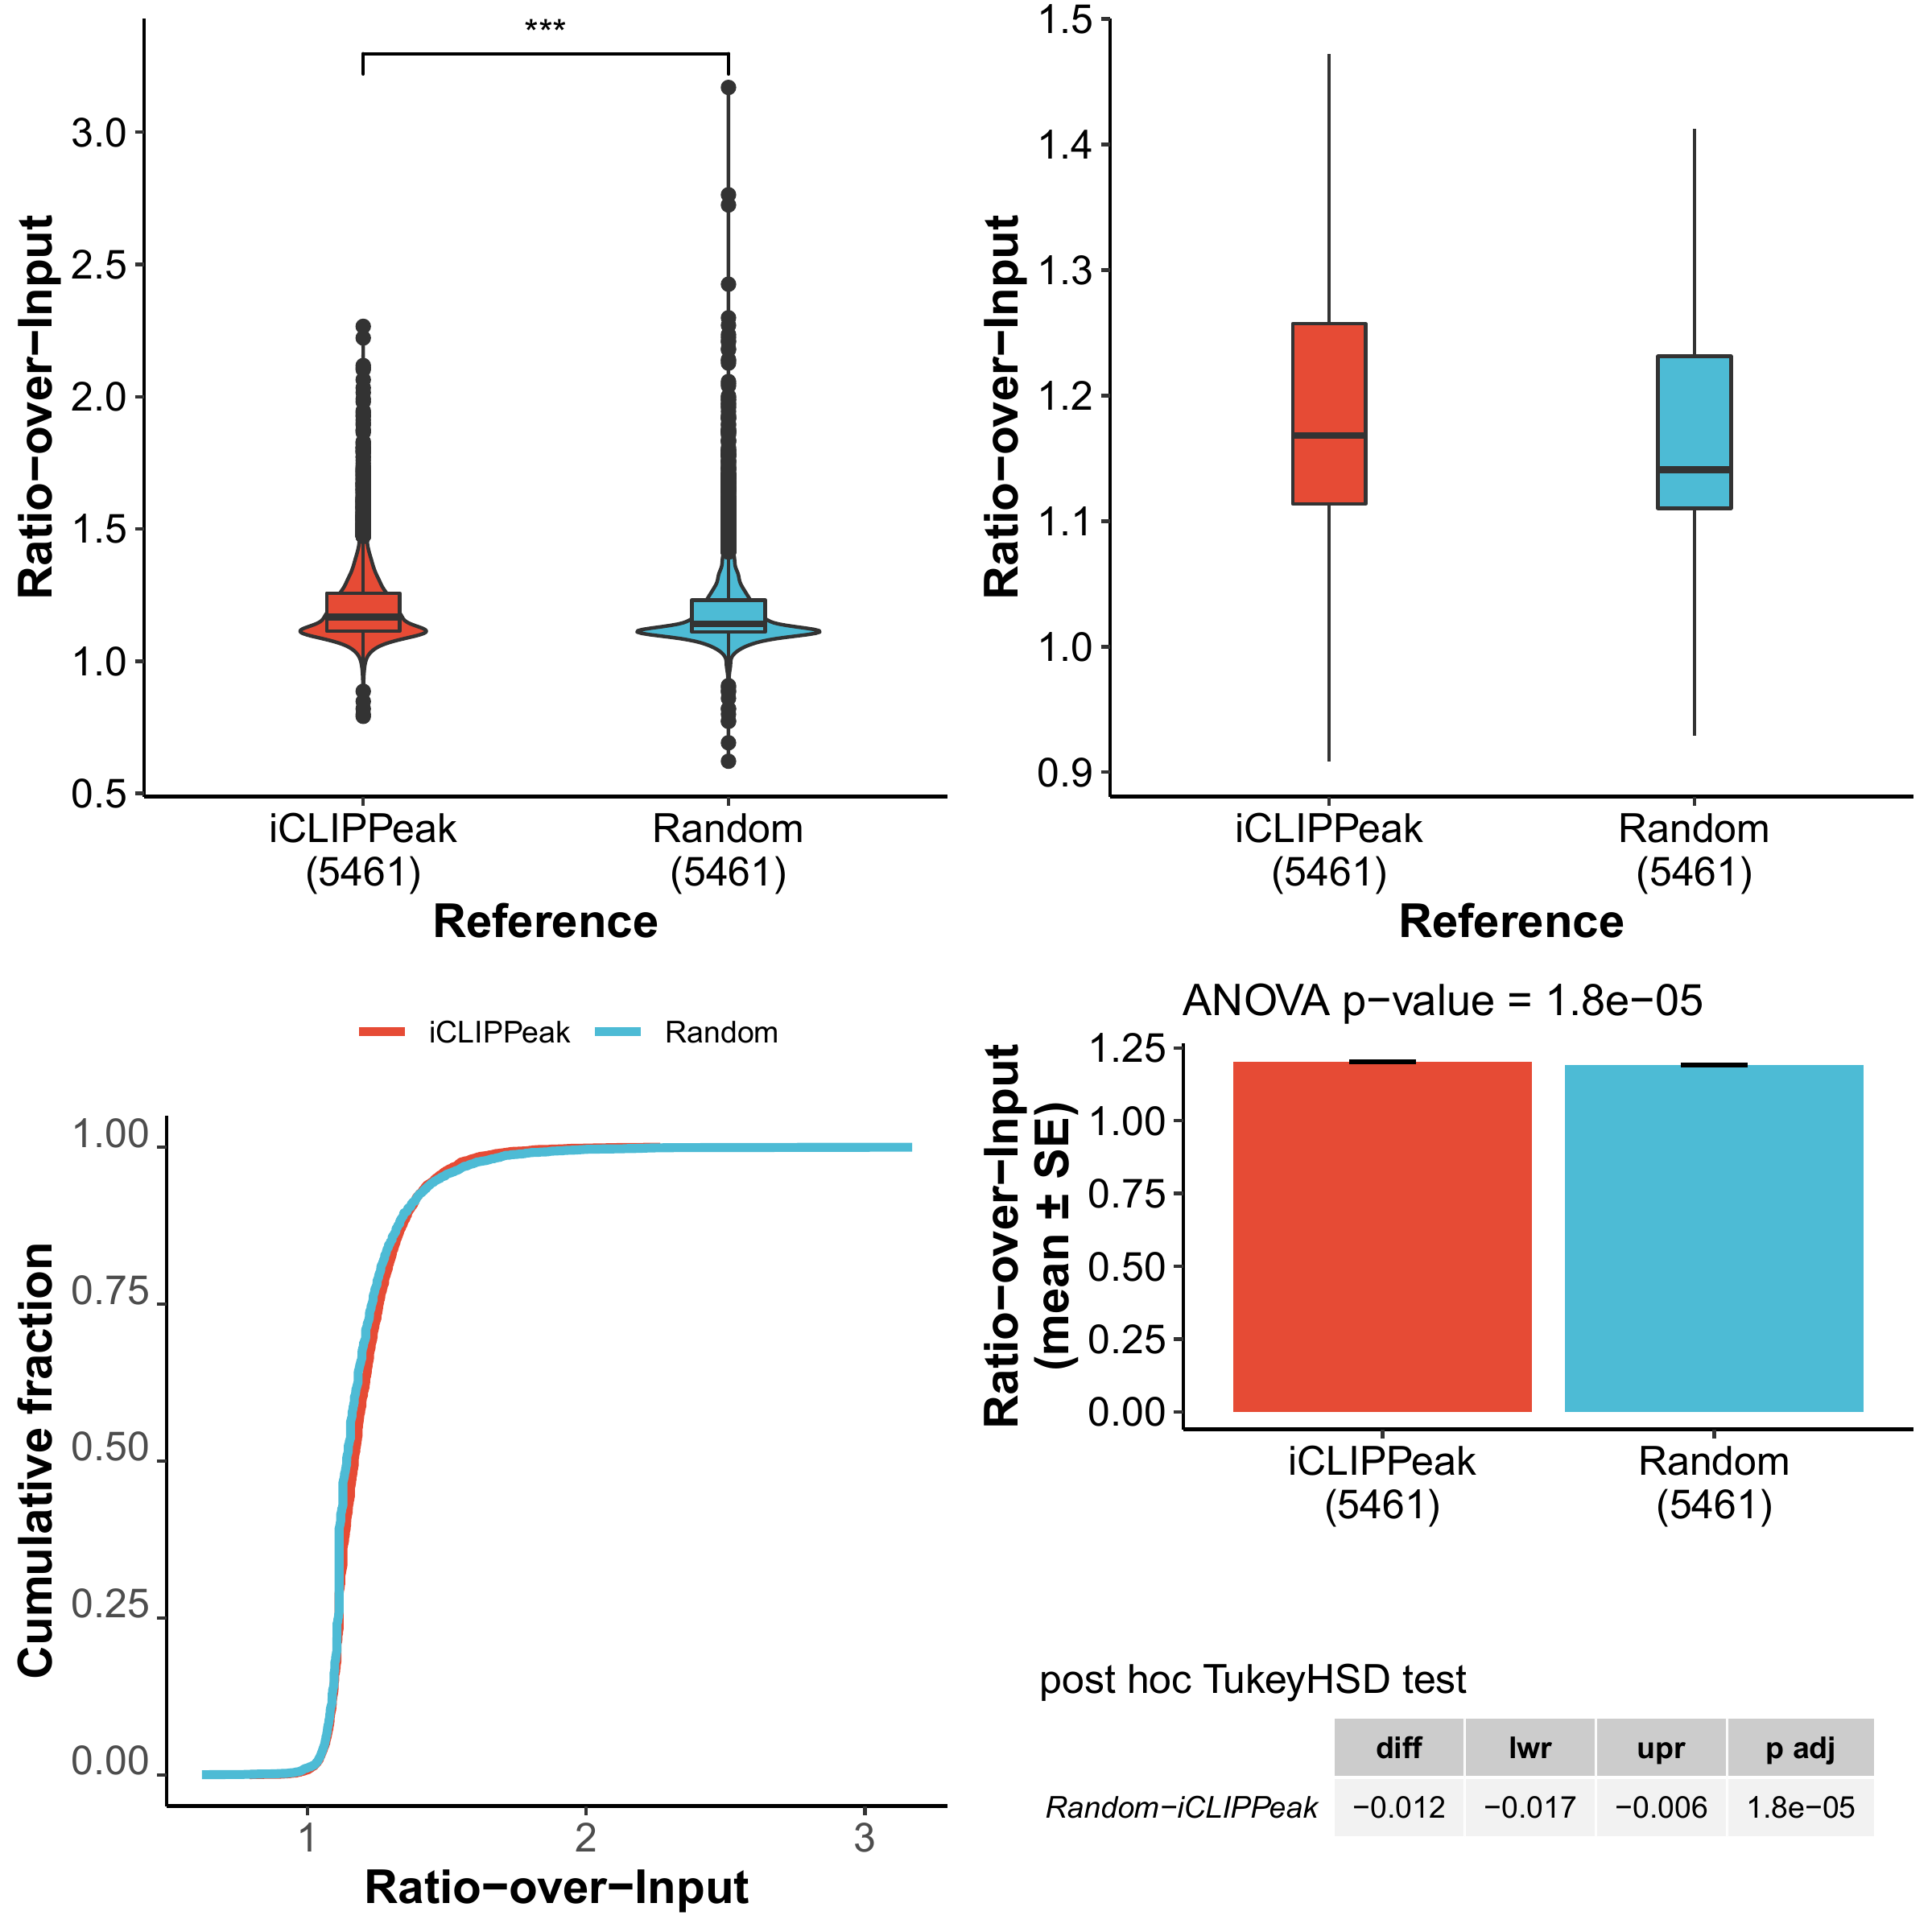 ***
Ratio−over−Input
3.0
2.5
2.0
1.5
1.0
0.5
iCLIPPeak
(5461)
Random
(5461)
Reference
Ratio−over−Input
1.5
1.4
1.3
1.2
1.1
1.0
0.9
iCLIPPeak
(5461)
Random
(5461)
Reference
iCLIPPeak
Random
Cumulative fraction
1.00
0.75
0.50
0.25
0.00
1
2
3
Ratio−over−Input
ANOVA p−value = 1.8e−05
Ratio−over−Input
(mean ± SE)
1.25
1.00
0.75
0.50
0.25
0.00
iCLIPPeak
(5461)
Random
(5461)
post hoc TukeyHSD test
diff lwr upr p adj
Random−iCLIPPeak −0.012 −0.017 −0.006 1.8e−05